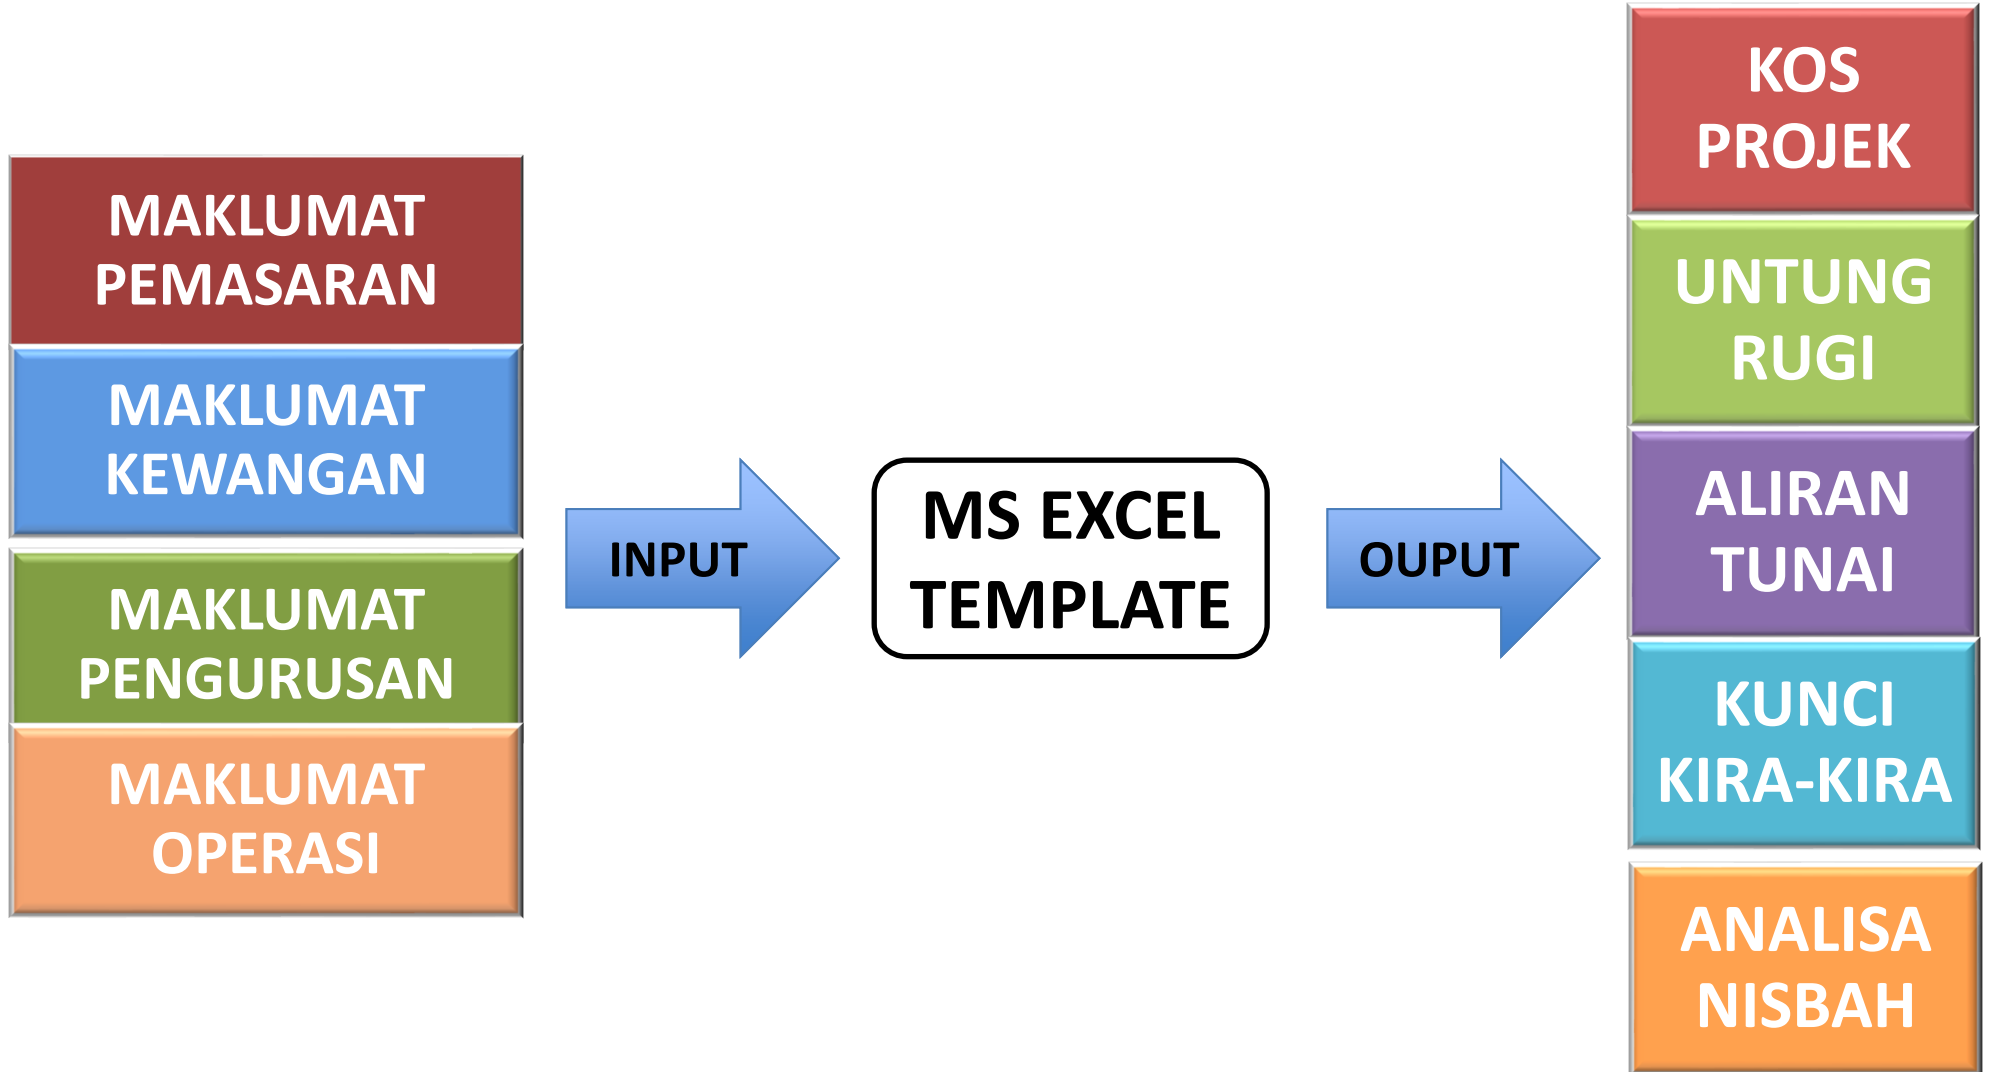 MAKLUMAT
PEMASARAN
MAKLUMAT
KEWANGAN
MAKLUMAT
PENGURUSAN
MAKLUMAT
OPERASI
INPUT
MS EXCEL
TEMPLATE
OUPUT
KOS
PROJEK
UNTUNG
RUGI
ALIRAN
TUNAI
KUNCI
KIRA-KIRA
ANALISA
NISBAH